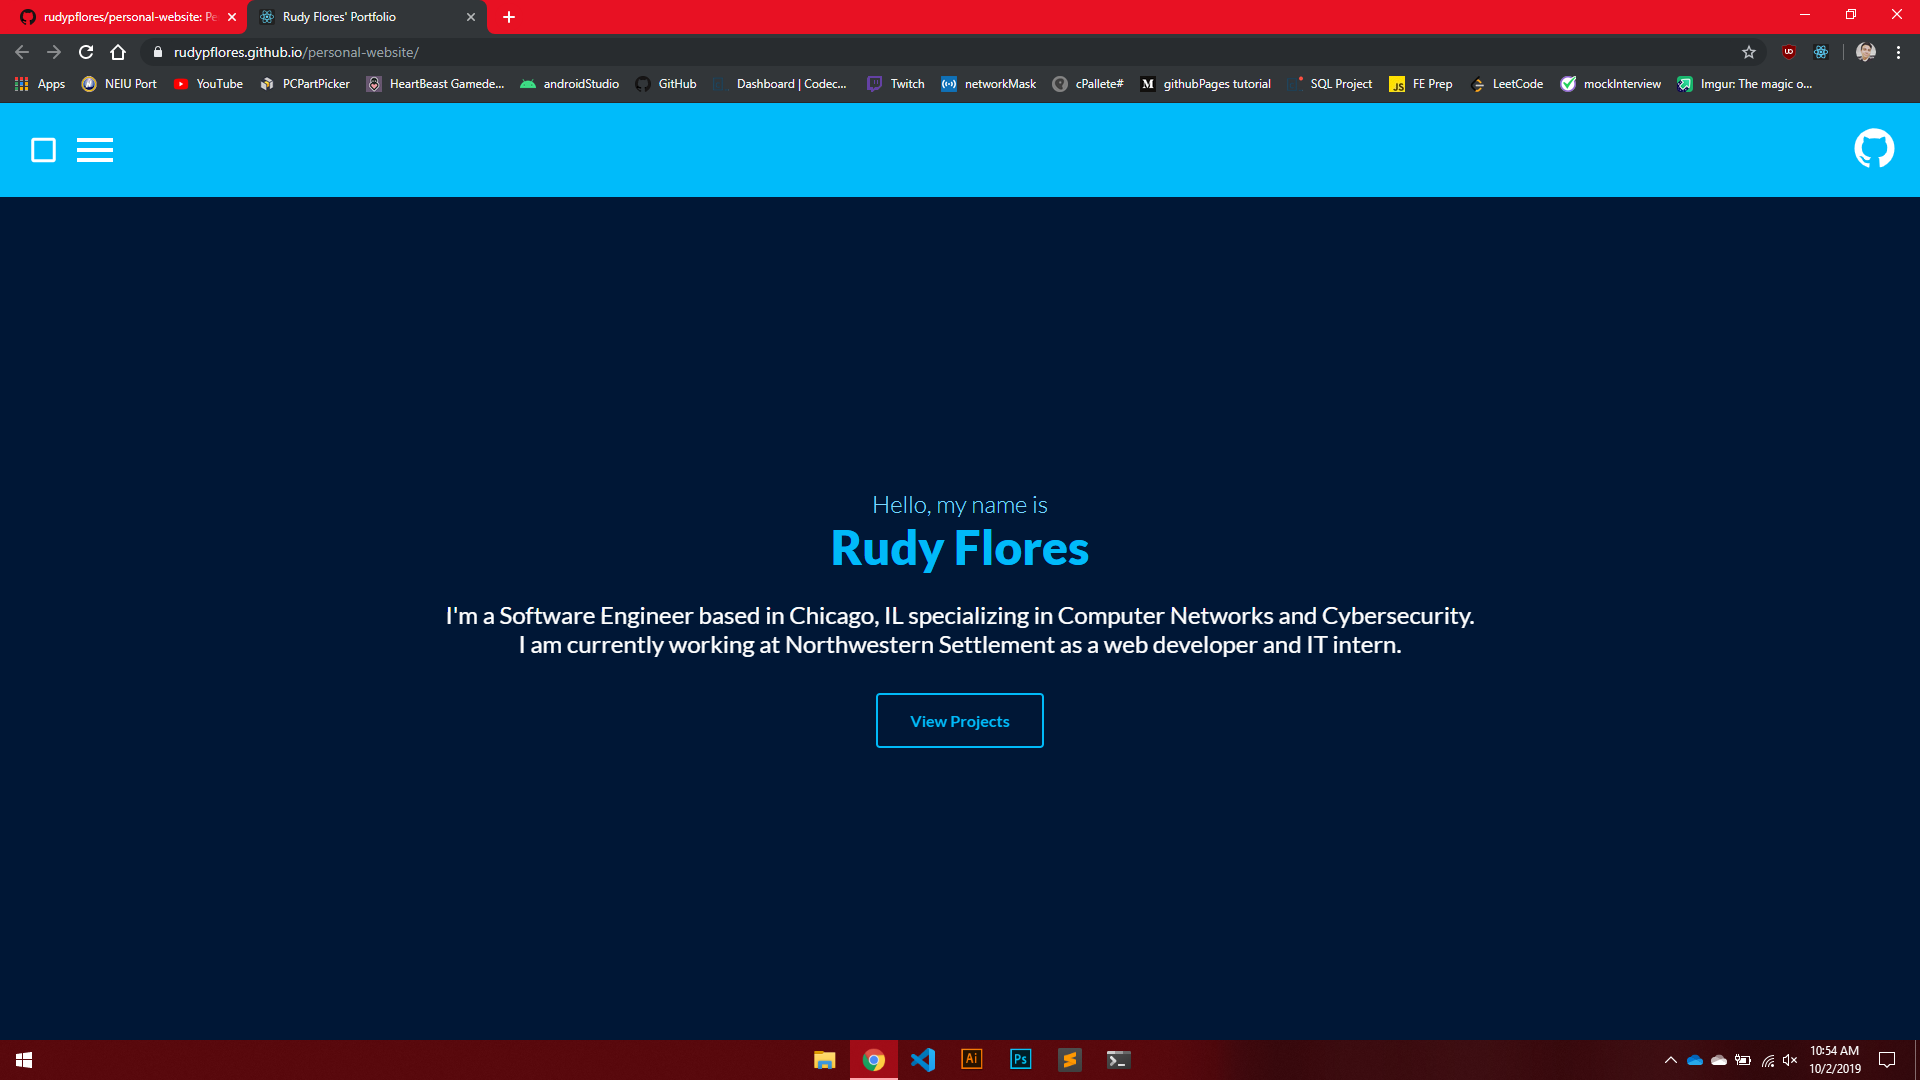 rudypflores/personal-website: Pe
Rudy Flores' Portfolio
rudypflores.github.io/personal-website/
Apps
NEIU Port
YouTube
PCPartPicker
HeartBeast Gamede...
androidStudio
GitHub
Dashboard | Codec...
Twitch
networkMask
cPallete#
M
githubPages tutorial
SQL Project
JS
FE Prep
LeetCode
mockInterview
Imgur: The magic o...
Hello, my name is
Rudy Flores
I'm a Software Engineer based in Chicago, IL specializing in Computer Networks and Cybersecurity.
I am currently working at Northwestern Settlement as a web developer and IT intern.
View Projects
Ai
Ps
10:54 AM
10/2/2019